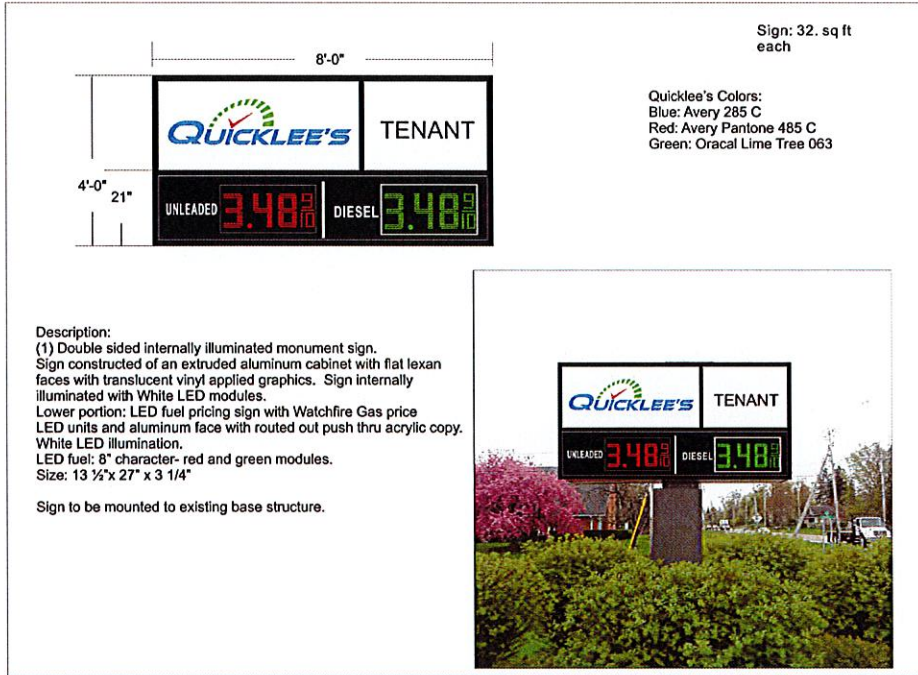 Sign: 32. sq ft
each
8'-0"
Quicklee's Colors:
Blue: Avery 285 C
Red: Avery Pantone 485 C
Green: Oracal Lime Tree 063
QUICKLEE'S
TENANT
4'-0"
21"
UNLEADED 3.48 9/10
DIESEL 3.48 9/10
Description:
(1) Double sided internally illuminated monument sign.
Sign constructed of an extruded aluminum cabinet with flat lexan
faces with translucent vinyl applied graphics. Sign internally
illuminated with White LED modules.
Lower portion: LED fuel pricing sign with Watchfire Gas price
LED units and aluminum face with routed out push thru acrylic copy.
White LED illumination.
LED fuel: 8" character- red and green modules.
Size: 13 ½"x 27" x 3 1/4"
Sign to be mounted to existing base structure.
QUICKLEE'S
TENANT
UNLEADED 3.48 9/10
DIESEL 3.48 9/10